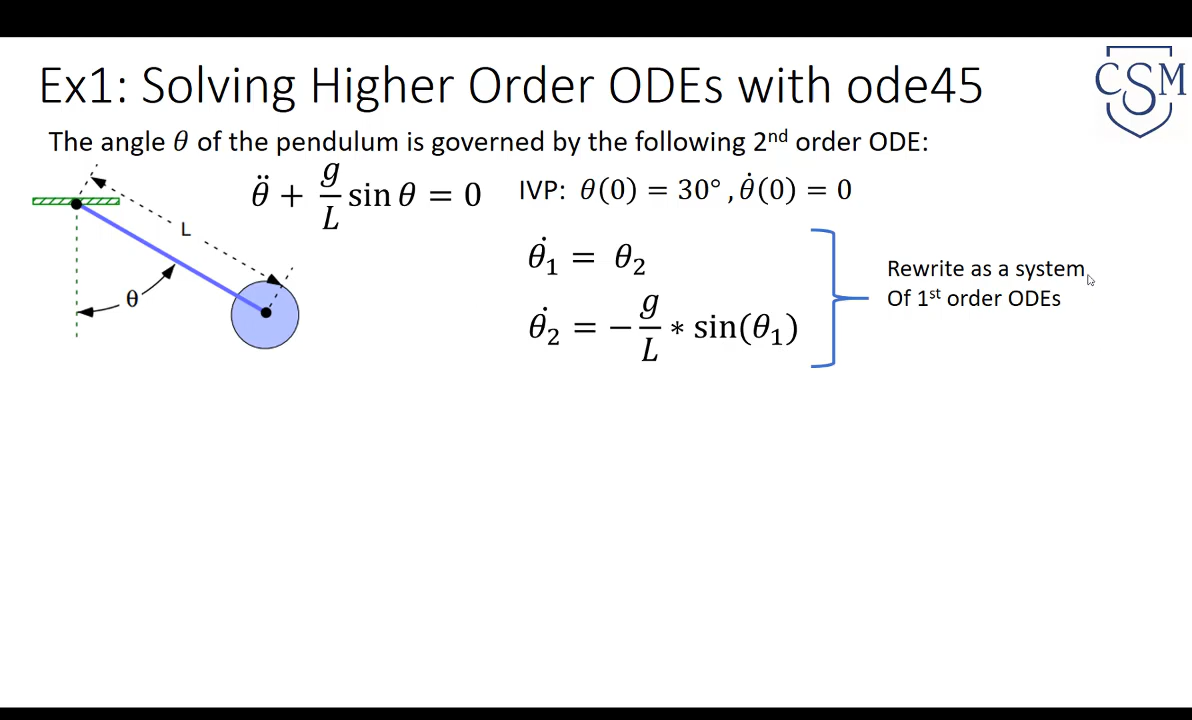 Ex1: Solving Higher Order ODEs with ode45
CSM
The angle θ of the pendulum is governed by the following 2nd order ODE:
θ̈ + g/L sin θ = 0
IVP: θ(0) = 30° , θ̇(0) = 0
L
θ
θ̇₁ = θ₂
θ̇₂ = − g/L * sin(θ₁)
Rewrite as a system
Of 1st order ODEs